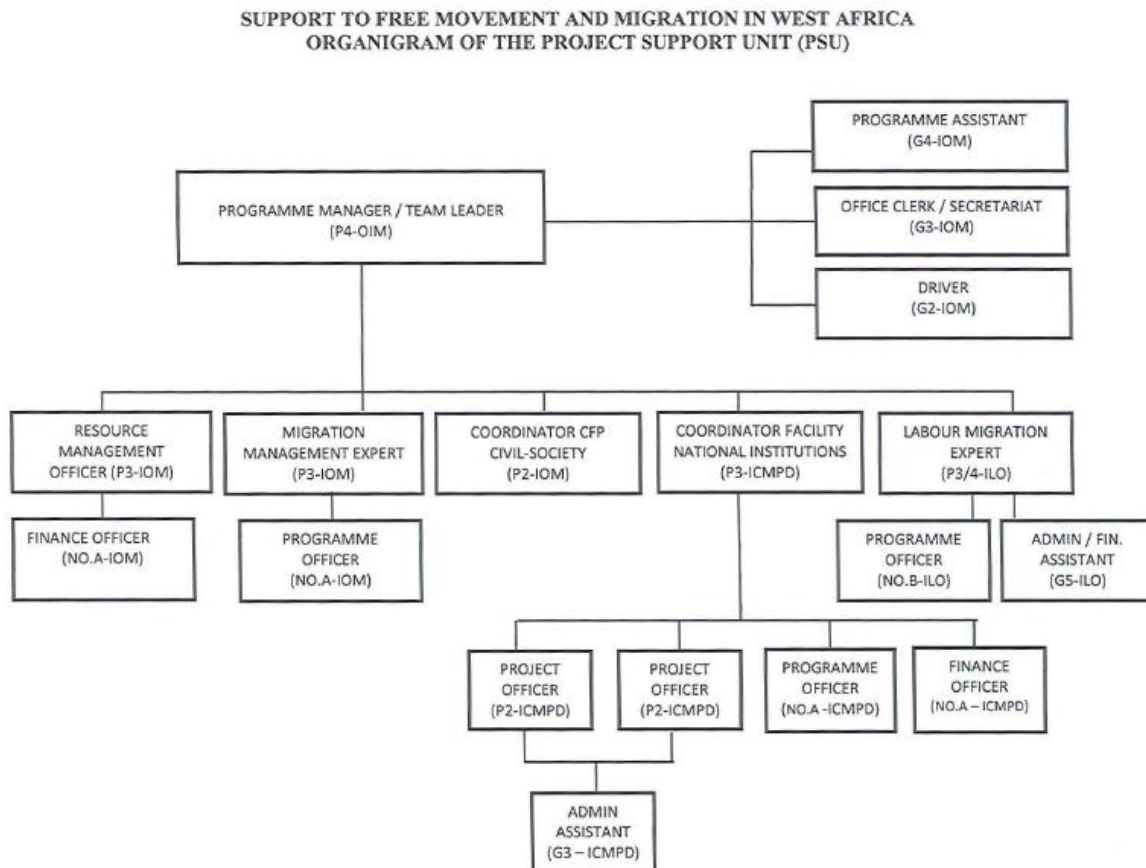 SUPPORT TO FREE MOVEMENT AND MIGRATION IN WEST AFRICA
ORGANIGRAM OF THE PROJECT SUPPORT UNIT (PSU)
PROGRAMME ASSISTANT
(G4-IOM)
PROGRAMME MANAGER / TEAM LEADER
(P4-OIM)
OFFICE CLERK / SECRETARIAT
(G3-IOM)
DRIVER
(G2-IOM)
RESOURCE
MANAGEMENT
OFFICER (P3-IOM)
MIGRATION
MANAGEMENT EXPERT
(P3-IOM)
COORDINATOR CFP
CIVIL-SOCIETY
(P2-IOM)
COORDINATOR FACILITY
NATIONAL INSTITUTIONS
(P3-ICMPD)
LABOUR MIGRATION
EXPERT
(P3/4-ILO)
FINANCE OFFICER
(NO.A-IOM)
PROGRAMME
OFFICER
(NO.A-IOM)
PROGRAMME
OFFICER
(NO.B-ILO)
ADMIN / FIN.
ASSISTANT
(G5-ILO)
PROJECT
OFFICER
(P2-ICMPD)
PROJECT
OFFICER
(P2-ICMPD)
PROGRAMME
OFFICER
(NO.A -ICMPD)
FINANCE
OFFICER
(NO.A – ICMPD)
ADMIN
ASSISTANT
(G3 – ICMPD)